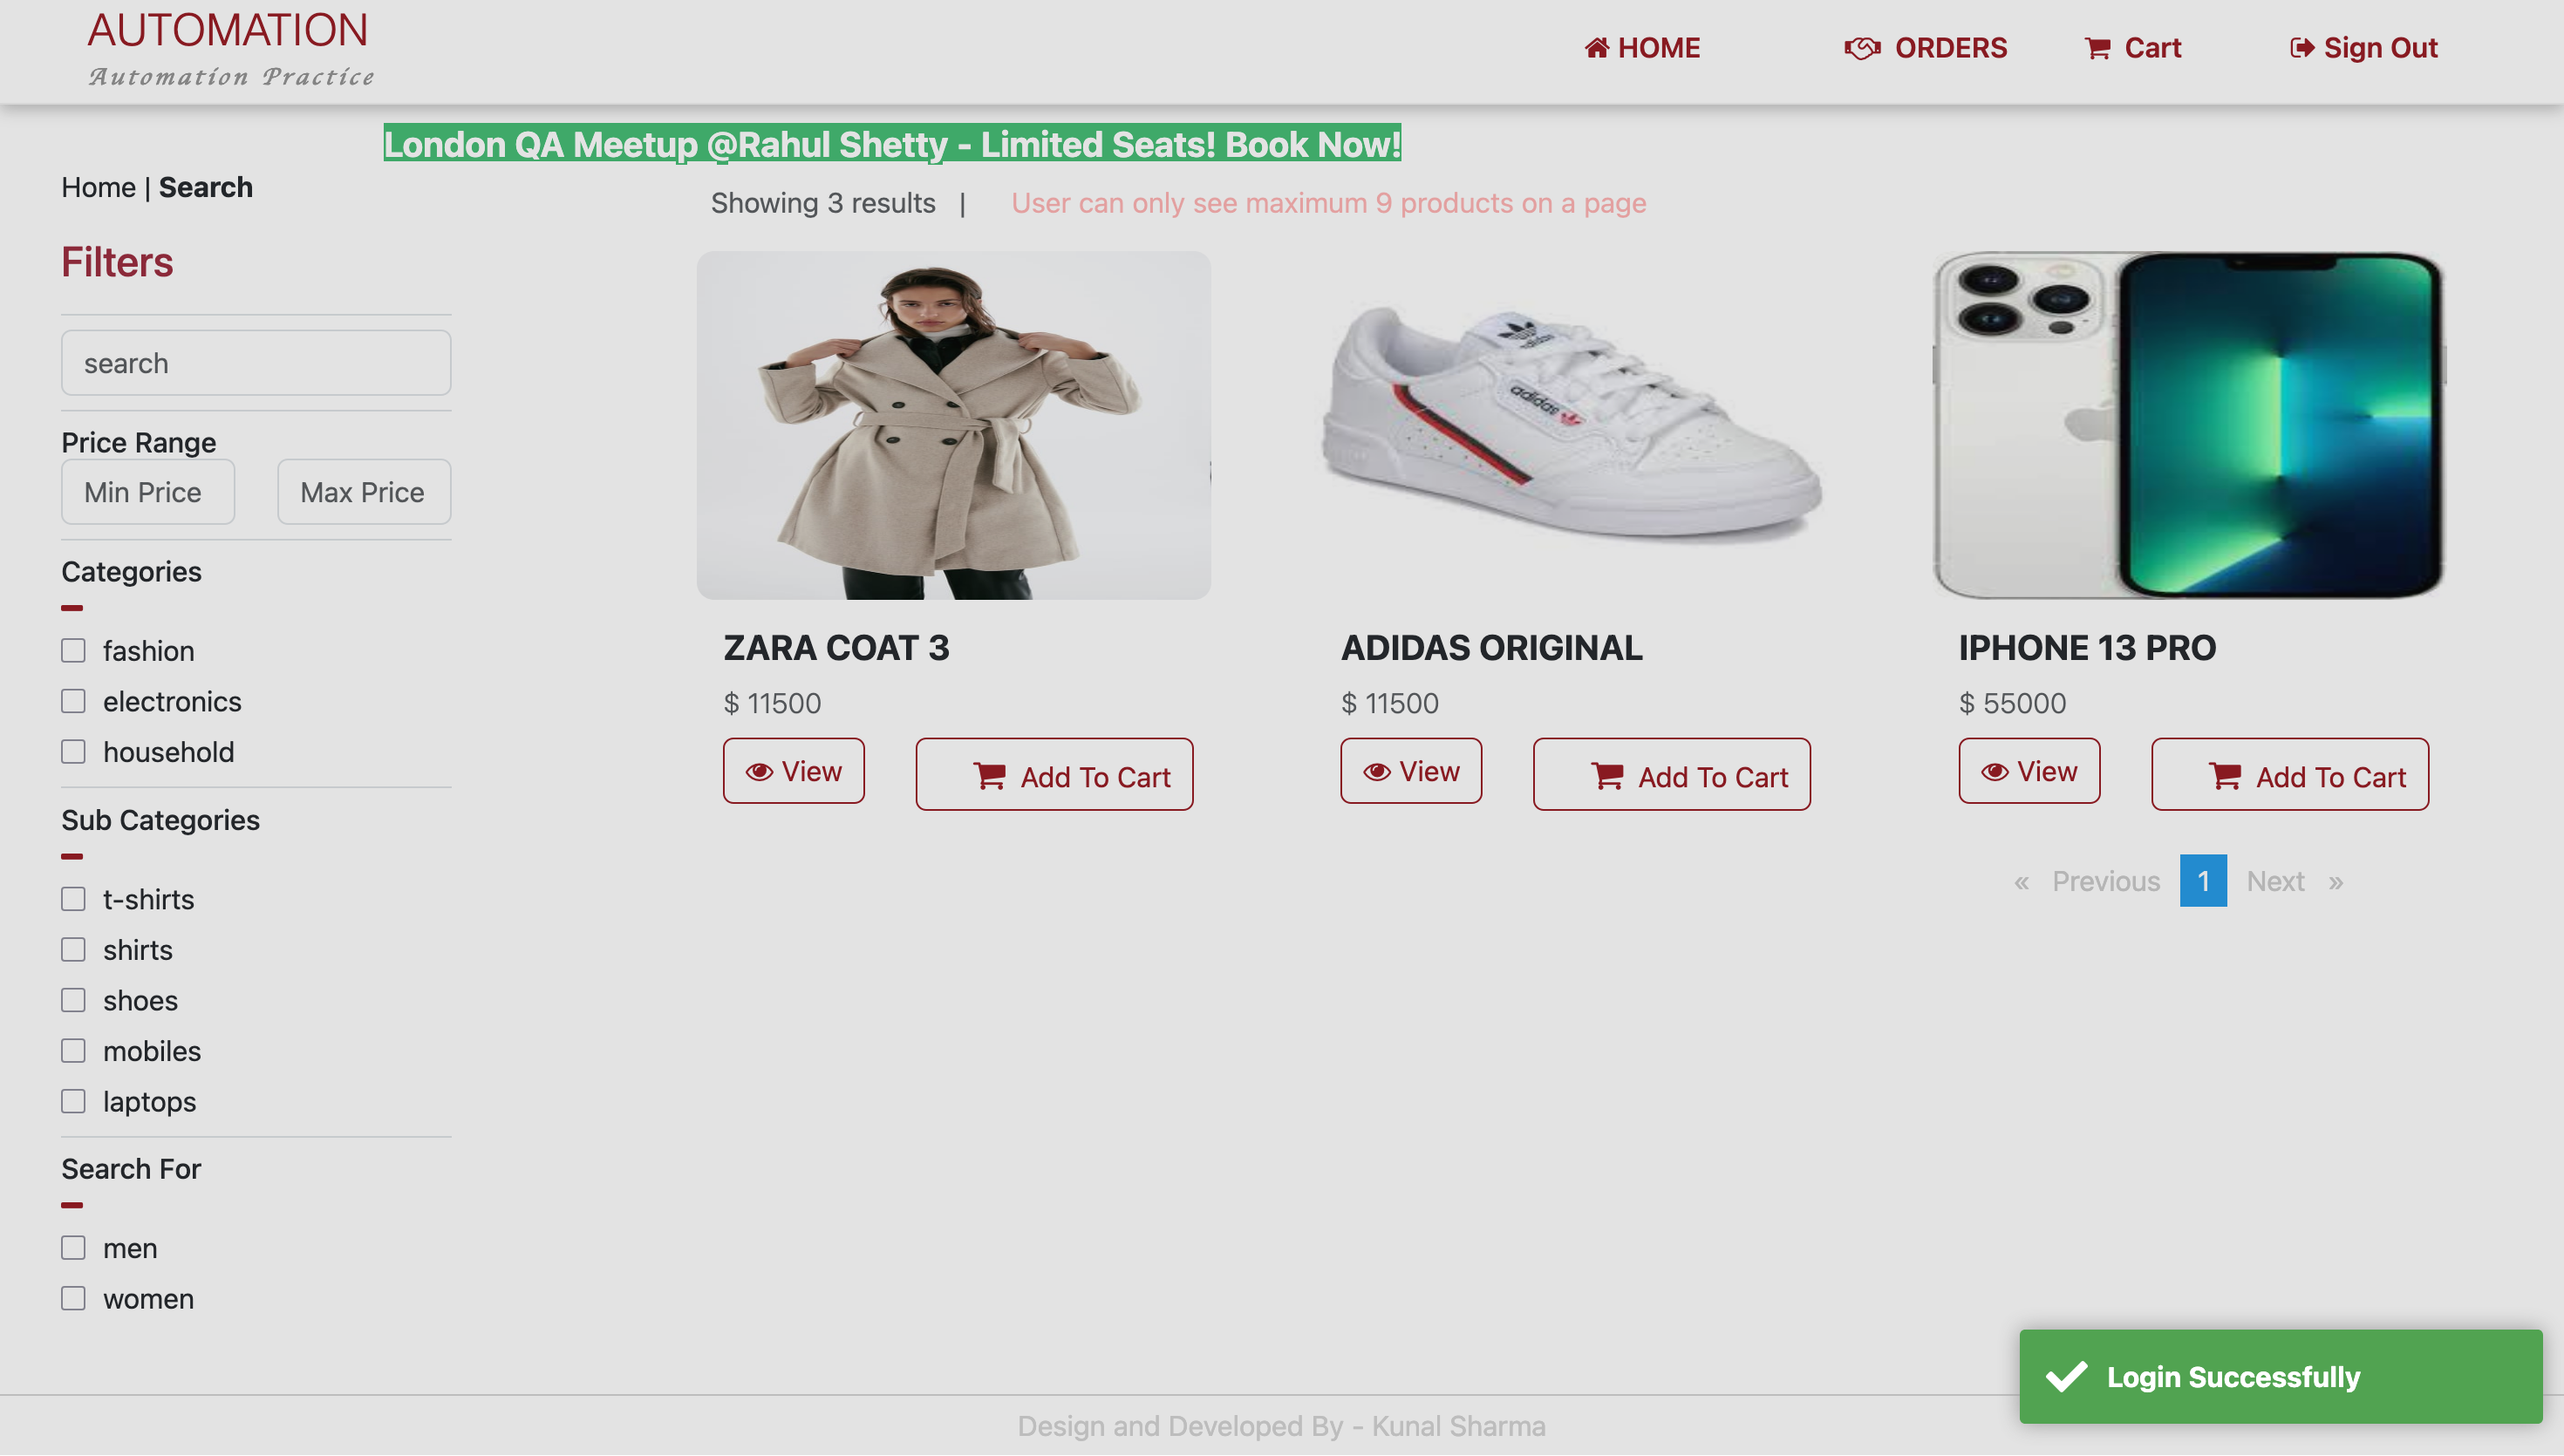 AUTOMATION
Automation Practice
HOME
ORDERS
Cart
Sign Out
London QA Meetup @Rahul Shetty - Limited Seats! Book Now!
Home | Search
Showing 3 results |
User can only see maximum 9 products on a page
Filters
search
Price Range
Min Price
Max Price
Categories
fashion
electronics
household
Sub Categories
t-shirts
shirts
shoes
mobiles
laptops
Search For
men
women
ZARA COAT 3
$ 11500
View
Add To Cart
adidas
adidas
ADIDAS ORIGINAL
$ 11500
View
Add To Cart
IPHONE 13 PRO
$ 55000
View
Add To Cart
« Previous 1 Next »
Login Successfully
Design and Developed By - Kunal Sharma